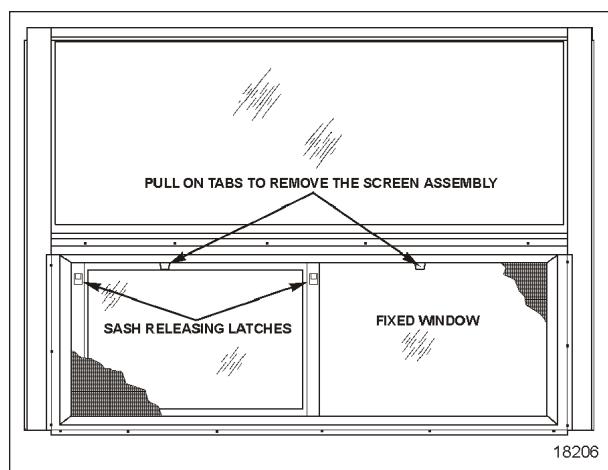 PULL ON TABS TO REMOVE THE SCREEN ASSEMBLY
SASH RELEASING LATCHES
FIXED WINDOW
18206